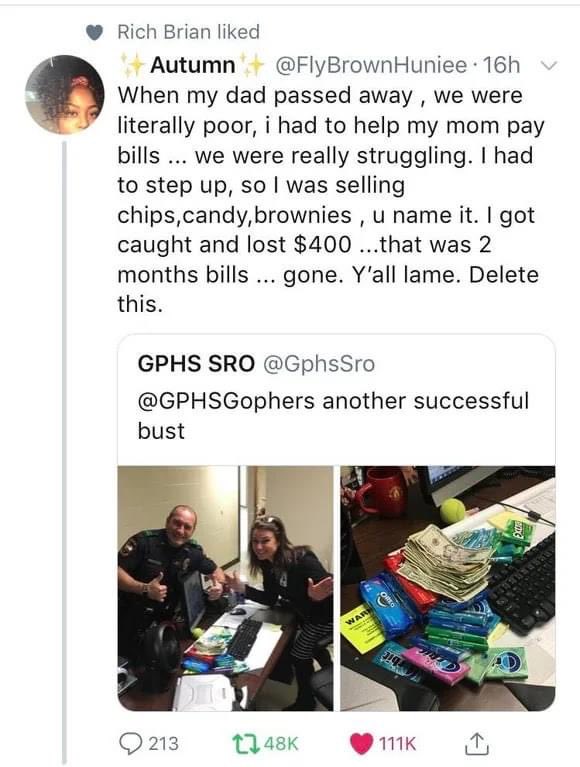 Rich Brian liked
✨Autumn✨ @FlyBrownHuniee · 16h
When my dad passed away , we were
literally poor, i had to help my mom pay
bills ... we were really struggling. I had
to step up, so I was selling
chips,candy,brownies , u name it. I got
caught and lost $400 ...that was 2
months bills ... gone. Y'all lame. Delete
this.
GPHS SRO @GphsSro
@GPHSGophers another successful
bust
OREO
213 48K 111K